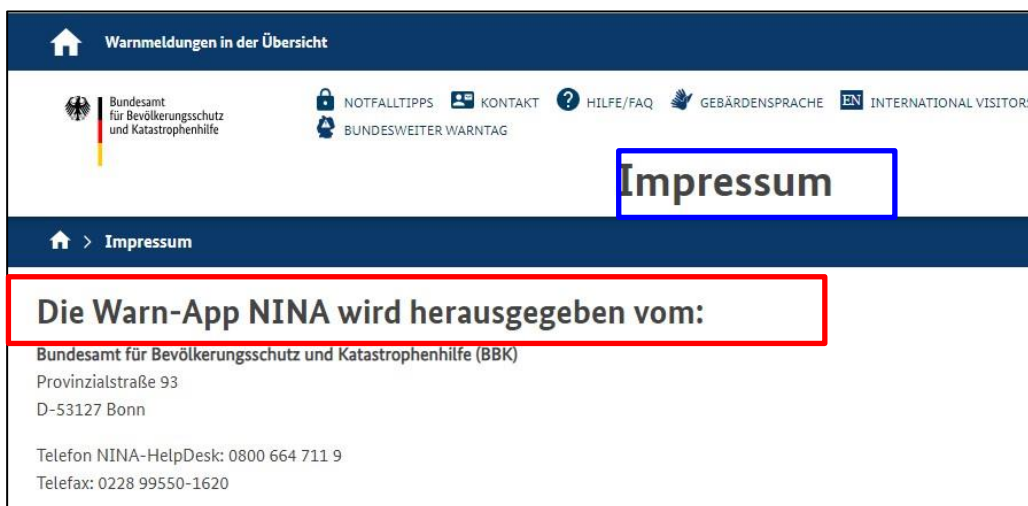 Warnmeldungen in der Übersicht
Bundesamt
für Bevölkerungsschutz
und Katastrophenhilfe
NOTFALLTIPPS KONTAKT HILFE/FAQ GEBÄRDENSPRACHE EN INTERNATIONAL VISITORS
BUNDESWEITER WARNTAG
Impressum
> Impressum
Die Warn-App NINA wird herausgegeben vom:
Bundesamt für Bevölkerungsschutz und Katastrophenhilfe (BBK)
Provinzialstraße 93
D-53127 Bonn
Telefon NINA-HelpDesk: 0800 664 711 9
Telefax: 0228 99550-1620